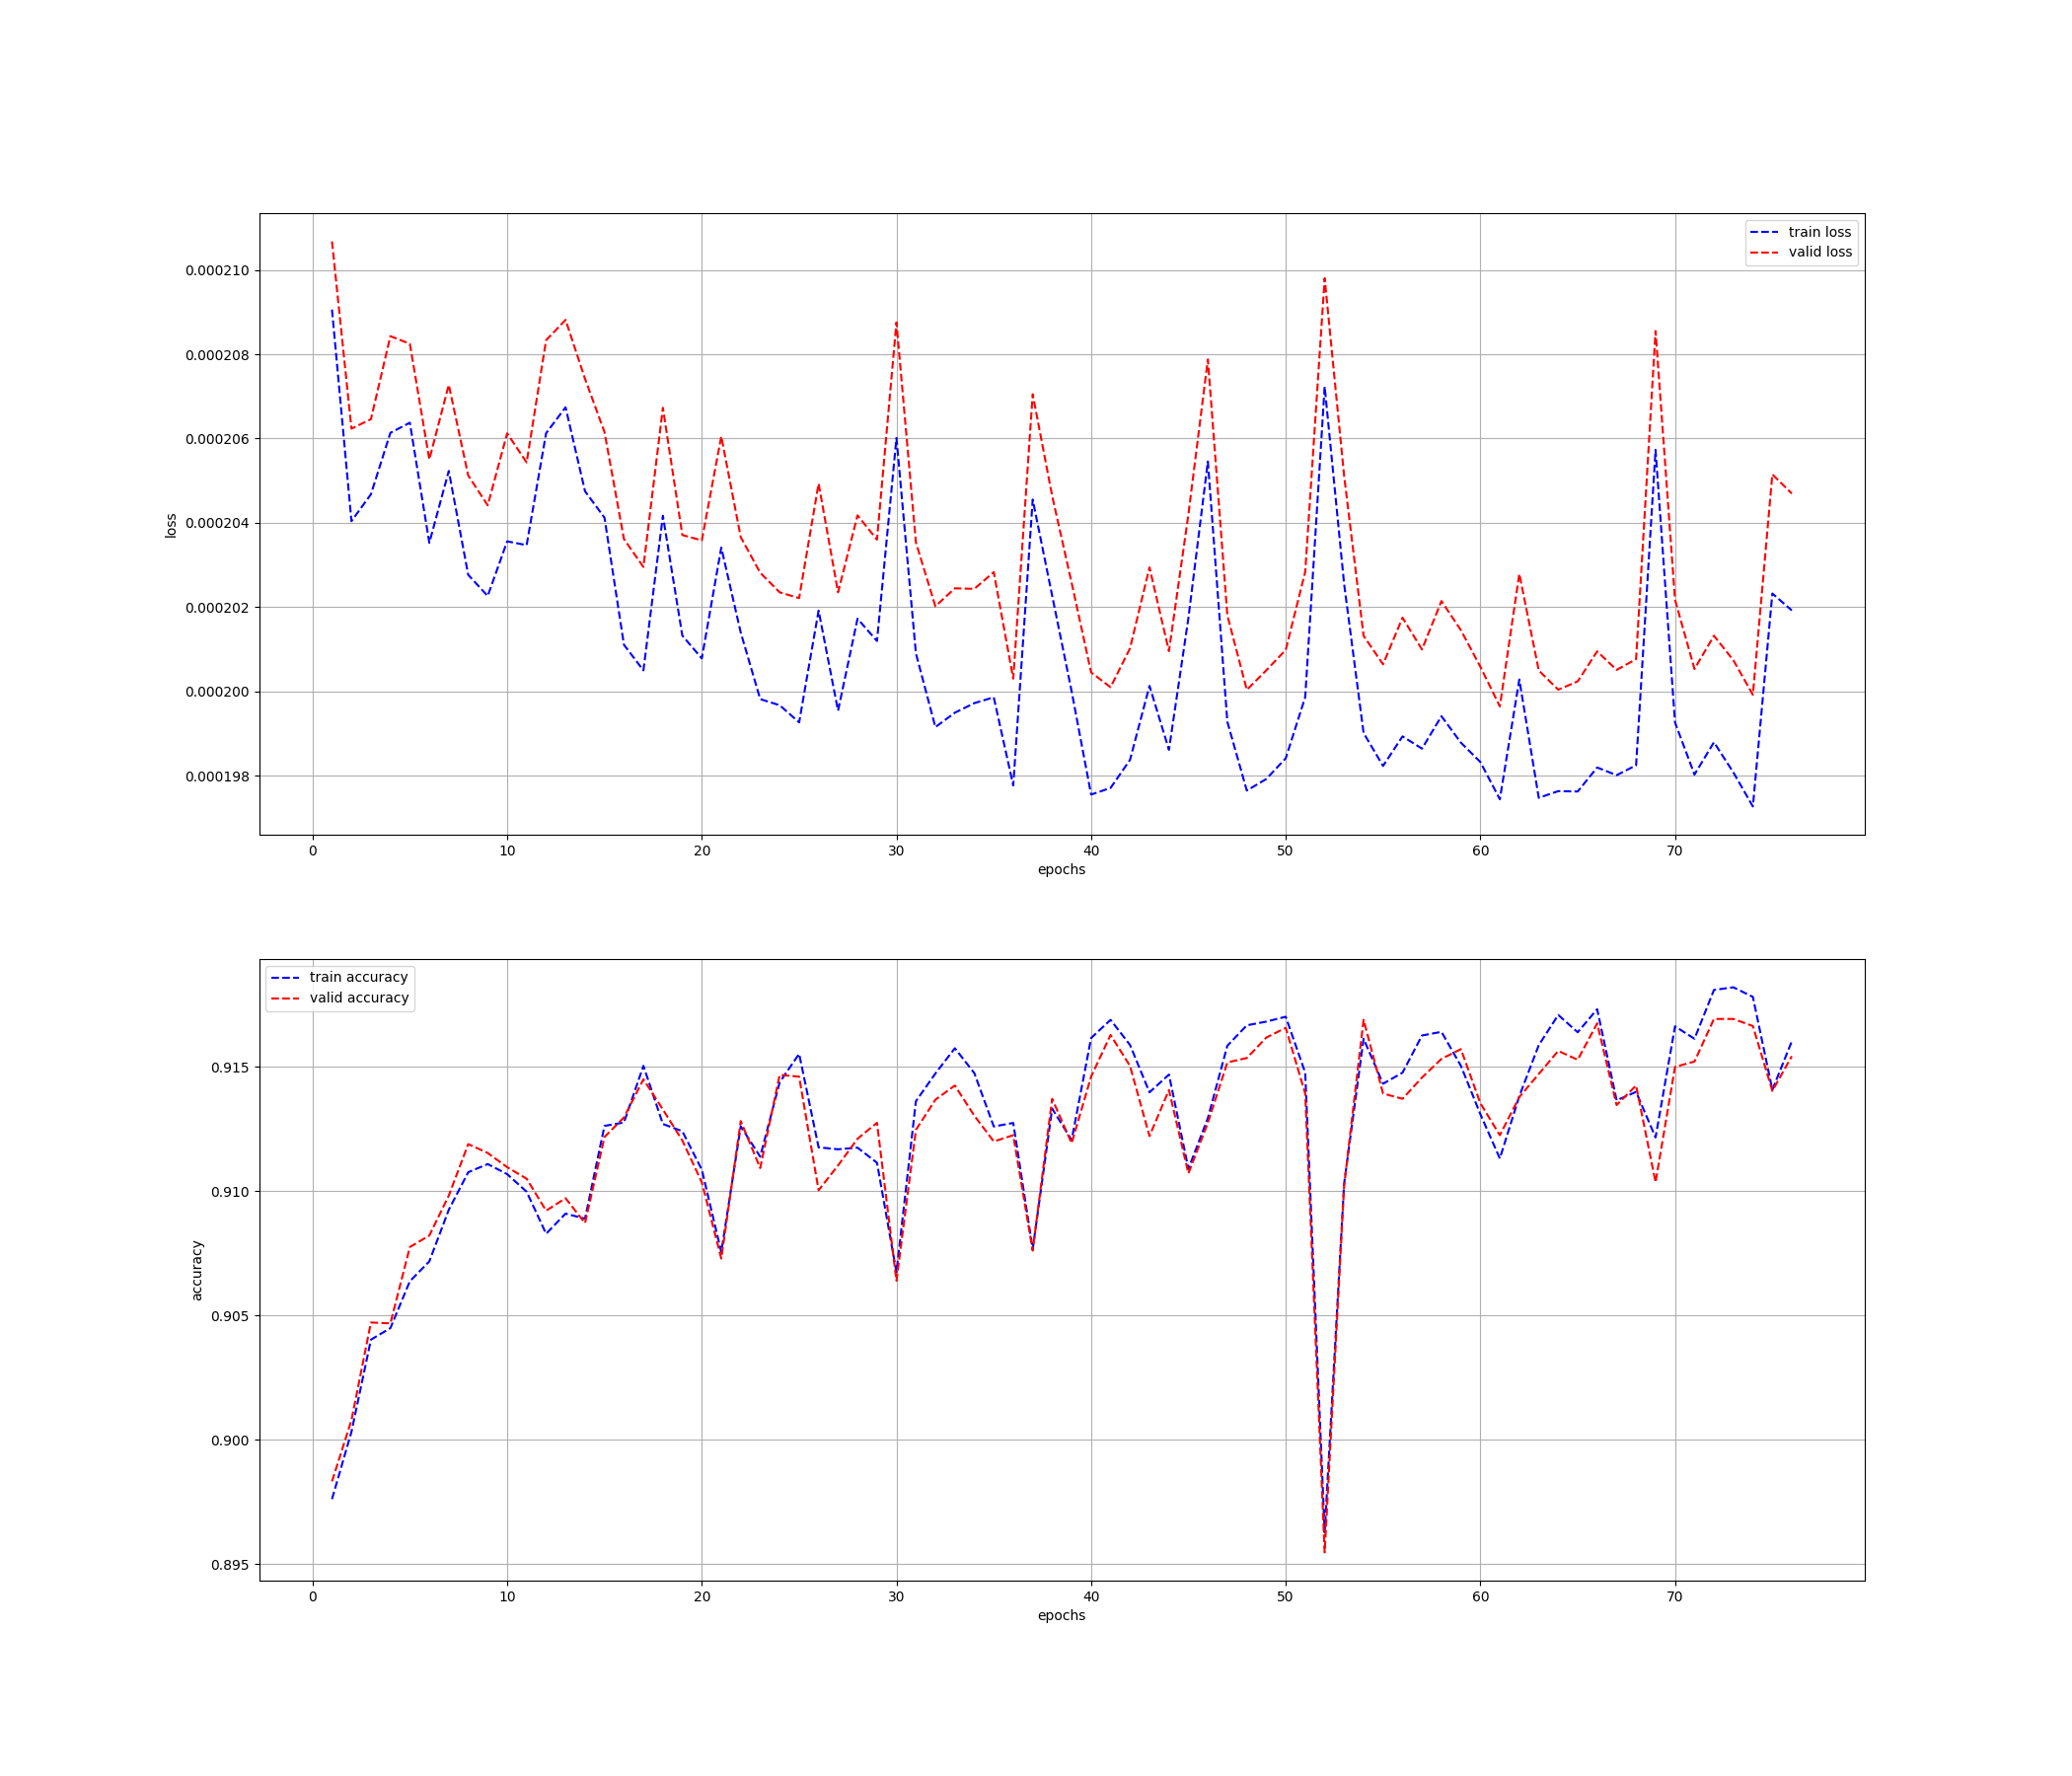 train loss
valid loss
0.000210
0.000208
0.000206
0.000204
0.000202
0.000200
0.000198
loss
0 10 20 30 40 50 60 70
epochs
train accuracy
valid accuracy
0.915
0.910
0.905
0.900
0.895
accuracy
0 10 20 30 40 50 60 70
epochs